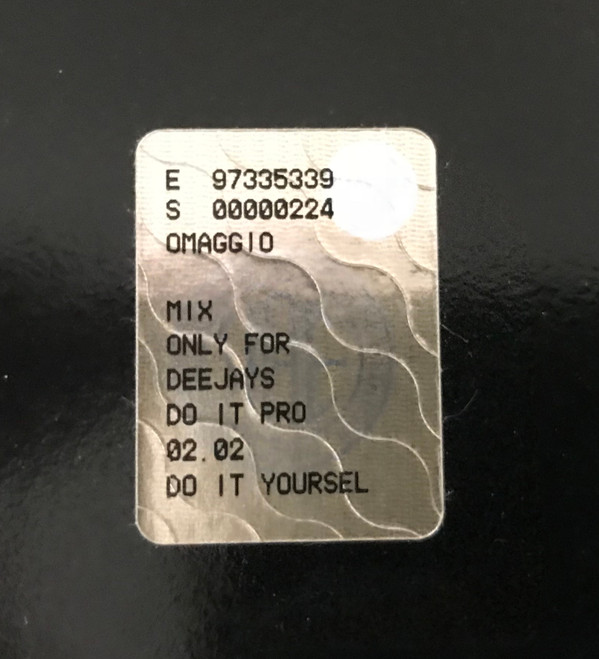 E 97335339
S 00000224
OMAGGIO
MIX
ONLY FOR
DEEJAYS
DO IT PRO
02.02
DO IT YOURSEL